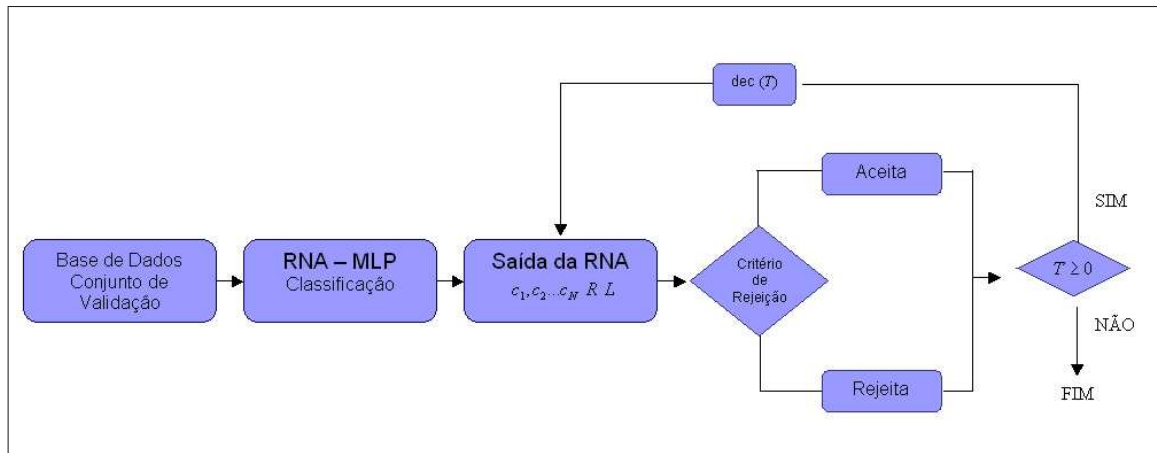 dec (T)
Aceita
SIM
Base de Dados
Conjunto de
Validação
RNA – MLP
Classificação
Saída da RNA
c₁,c₂...c_N R L
Critério
de
Rejeição
T ≥ 0
NÃO
Rejeita
FIM